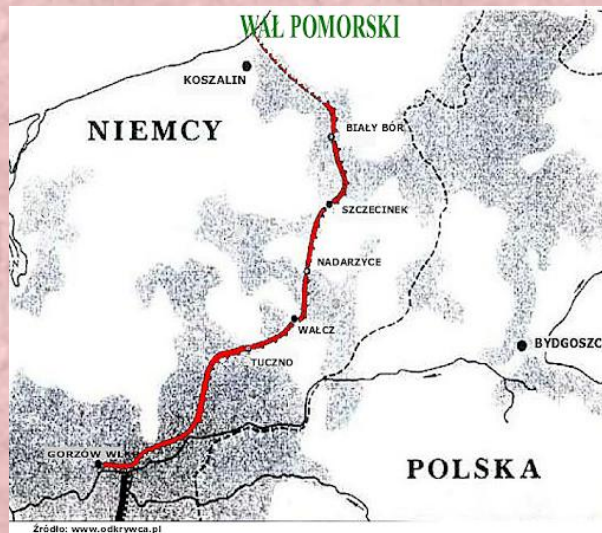 WAŁ POMORSKI
KOSZALIN
NIEMCY
BIAŁY BÓR
SZCZECINEK
NADARZYCE
WAŁCZ
TUCZNO
BYDGOSZC
GORZÓW WLK
POLSKA
Źródło: www.odkrywca.pl